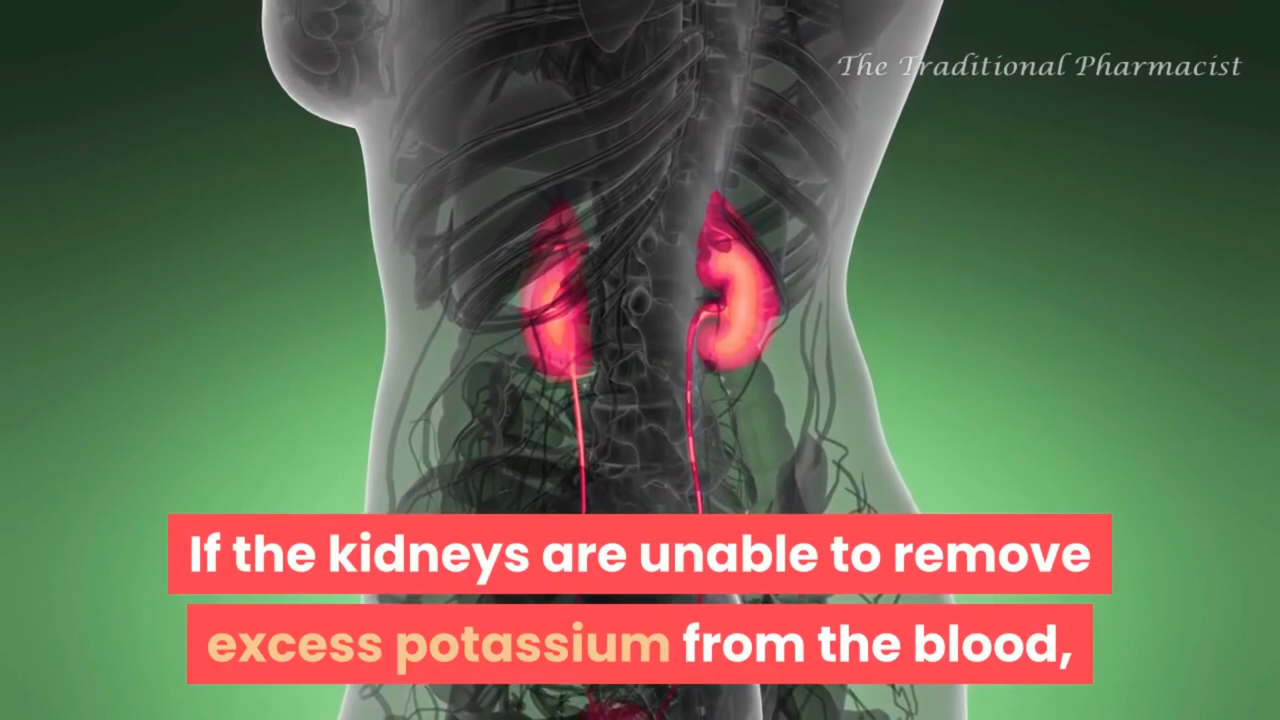 The Traditional Pharmacist
If the kidneys are unable to remove
excess potassium from the blood,